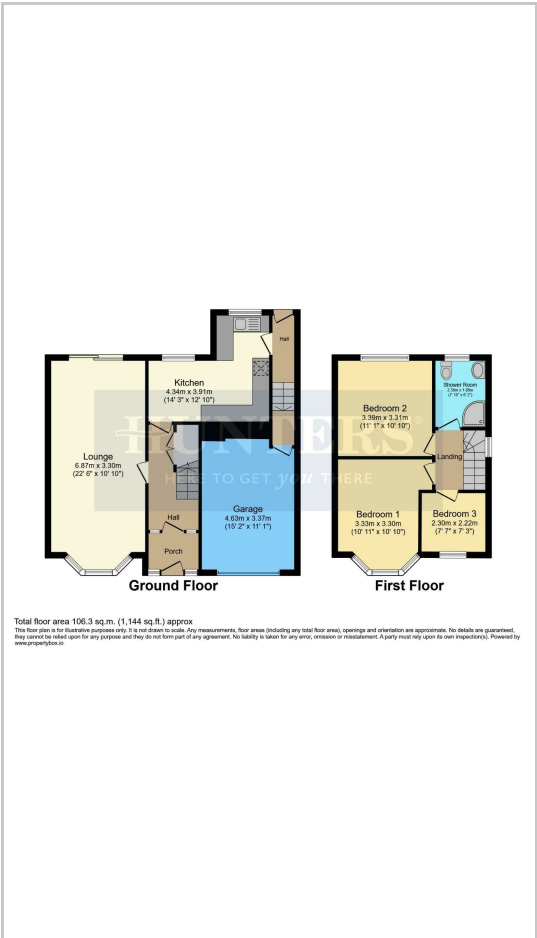 Hall
Kitchen
4.34m x 3.91m
(14' 3" x 12' 10")
Lounge
6.87m x 3.30m
(22' 6" x 10' 10")
Hall
Porch
Garage
4.63m x 3.37m
(15' 2" x 11' 1")
Ground Floor
Shower Room
2.39m x 1.89m
(7' 10" x 6' 2")
Bedroom 2
3.39m x 3.31m
(11' 1" x 10' 10")
Landing
Bedroom 1
3.33m x 3.30m
(10' 11" x 10' 10")
Bedroom 3
2.30m x 2.22m
(7' 7" x 7' 3")
First Floor
HUNTERS
HERE TO GET you THERE
Total floor area 106.3 sq.m. (1,144 sq.ft.) approx
This floor plan is for illustrative purposes only. It is not drawn to scale. Any measurements, floor areas (including any total floor area), openings and orientation are approximate. No details are guaranteed,
they cannot be relied upon for any purpose and they do not form part of any agreement. No liability is taken for any error, omission or misstatement. A party must rely upon its own inspection(s). Powered by
www.propertybox.io